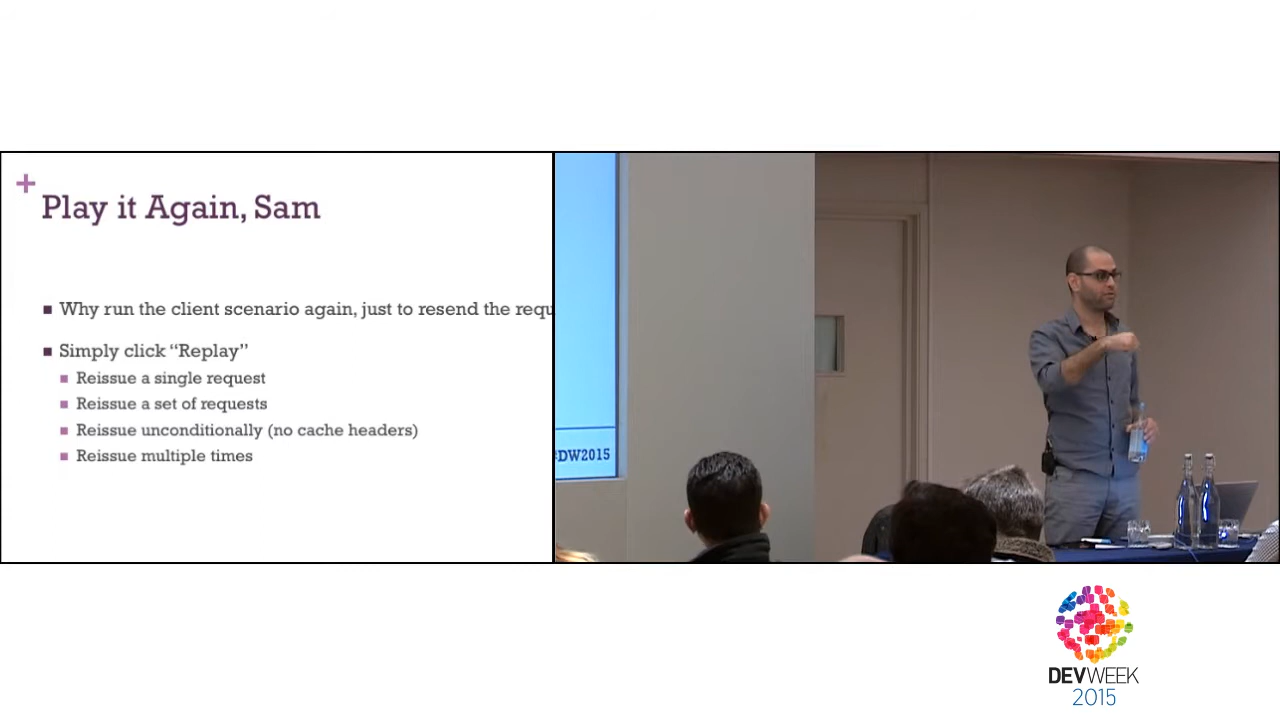 +
Play it Again, Sam
Why run the client scenario again, just to resend the requ
Simply click “Replay”
Reissue a single request
Reissue a set of requests
Reissue unconditionally (no cache headers)
Reissue multiple times
#DW2015
DEVWEEK
2015